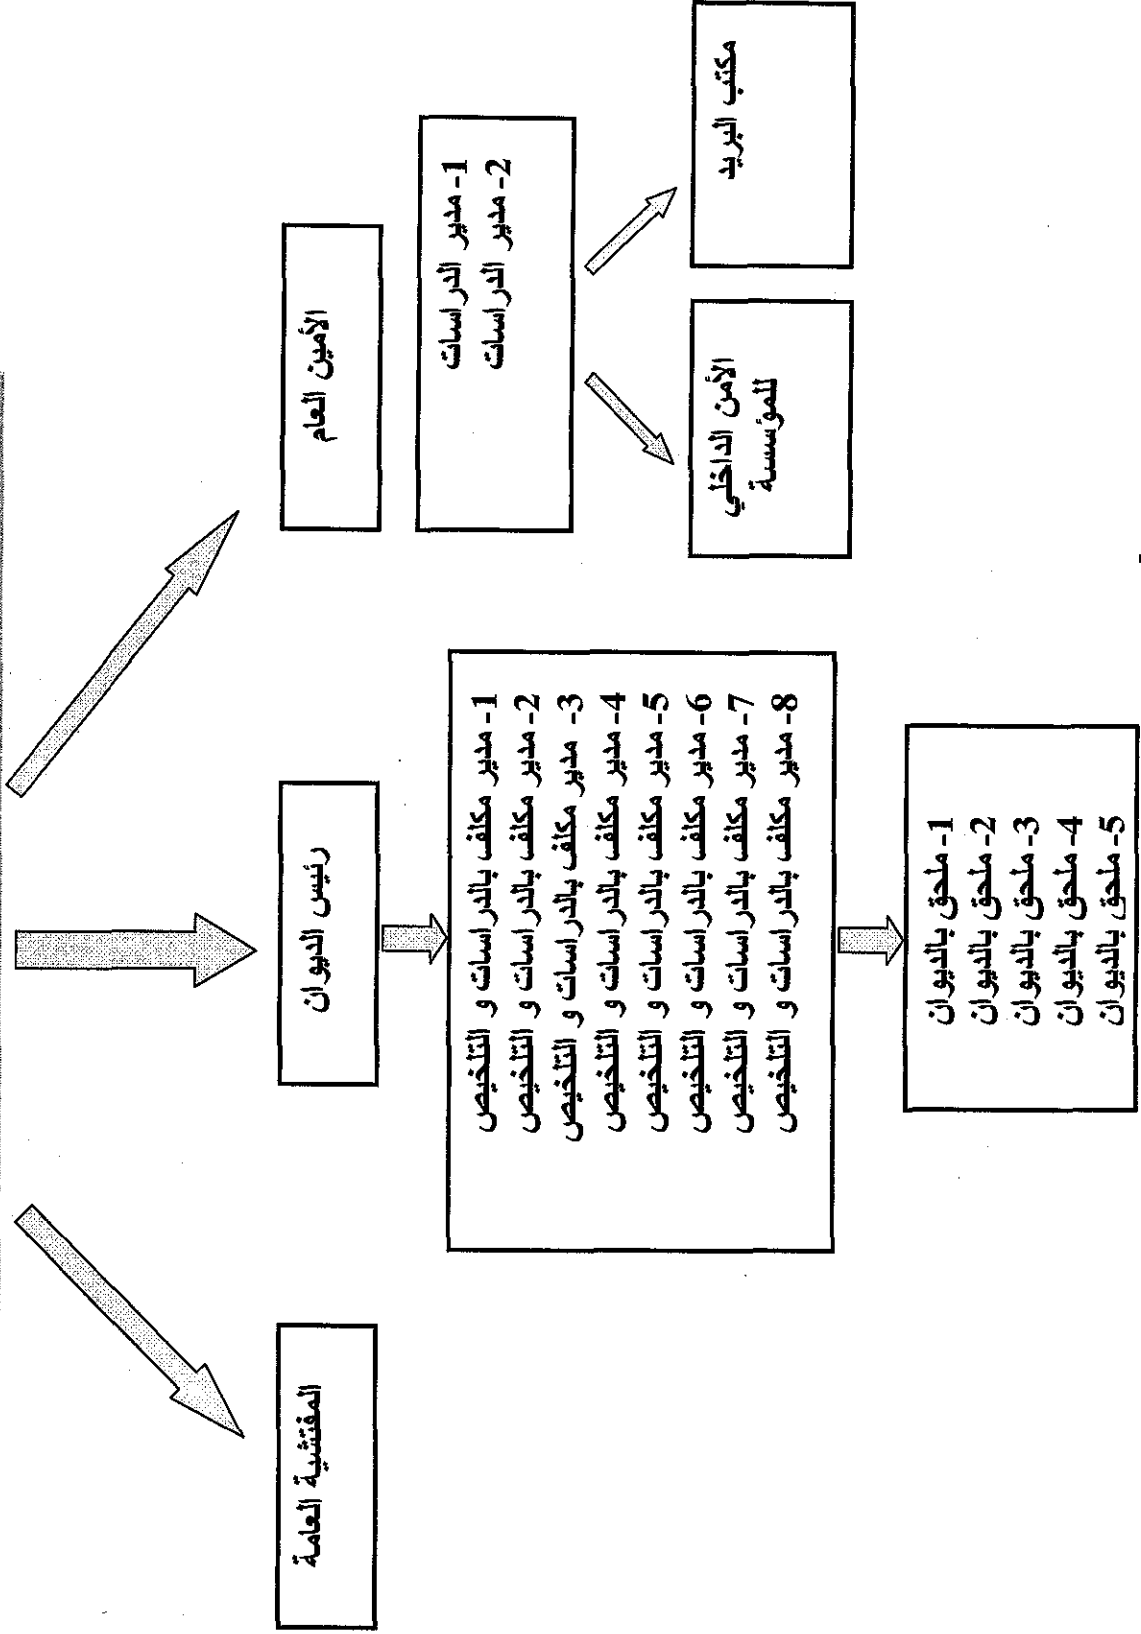 الأمين العام
1- مدير الدراسات
2- مدير الدراسات
مكتب البريد
الأمن الداخلي
للمؤسسة
رئيس الديوان
1- مدير مكلف بالدراسات و التلخيص
2- مدير مكلف بالدراسات و التلخيص
3- مدير مكلف بالدراسات و التلخيص
4- مدير مكلف بالدراسات و التلخيص
5- مدير مكلف بالدراسات و التلخيص
6- مدير مكلف بالدراسات و التلخيص
7- مدير مكلف بالدراسات و التلخيص
8- مدير مكلف بالدراسات و التلخيص
1- ملحق بالديوان
2- ملحق بالديوان
3- ملحق بالديوان
4- ملحق بالديوان
5- ملحق بالديوان
المفتشية العامة